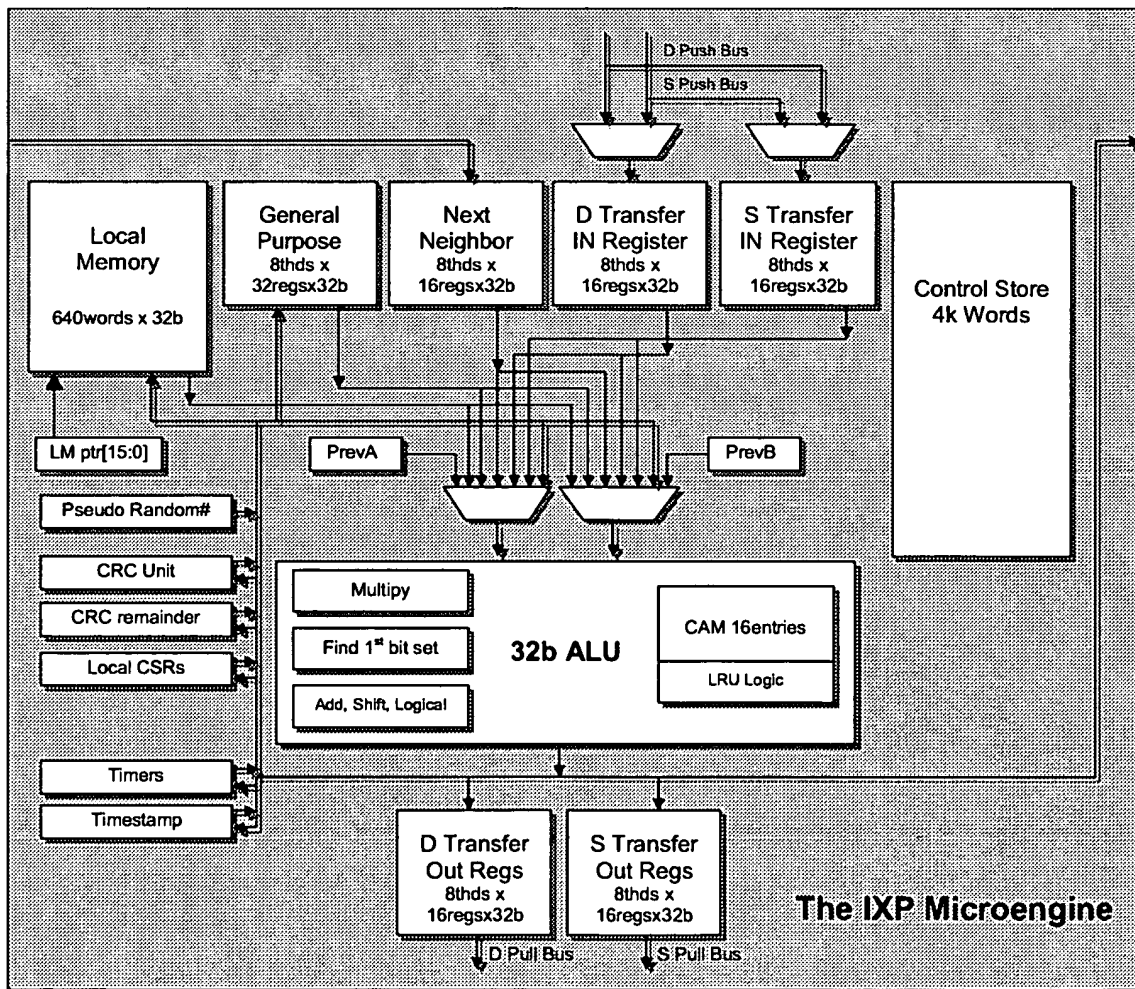 D Push Bus
S Push Bus
Local
Memory
640words x 32b
General
Purpose
8thds x
32regsx32b
Next
Neighbor
8thds x
16regsx32b
D Transfer
IN Register
8thds x
16regsx32b
S Transfer
IN Register
8thds x
16regsx32b
Control Store
4k Words
LM ptr[15:0]
PrevA
PrevB
Pseudo Random#
CRC Unit
CRC remainder
Local CSRs
Timers
Timestamp
Multipy
Find 1st bit set
Add, Shift, Logical
32b ALU
CAM 16entries
LRU Logic
D Transfer
Out Regs
8thds x
16regsx32b
S Transfer
Out Regs
8thds x
16regsx32b
D Pull Bus
S Pull Bus
The IXP Microengine